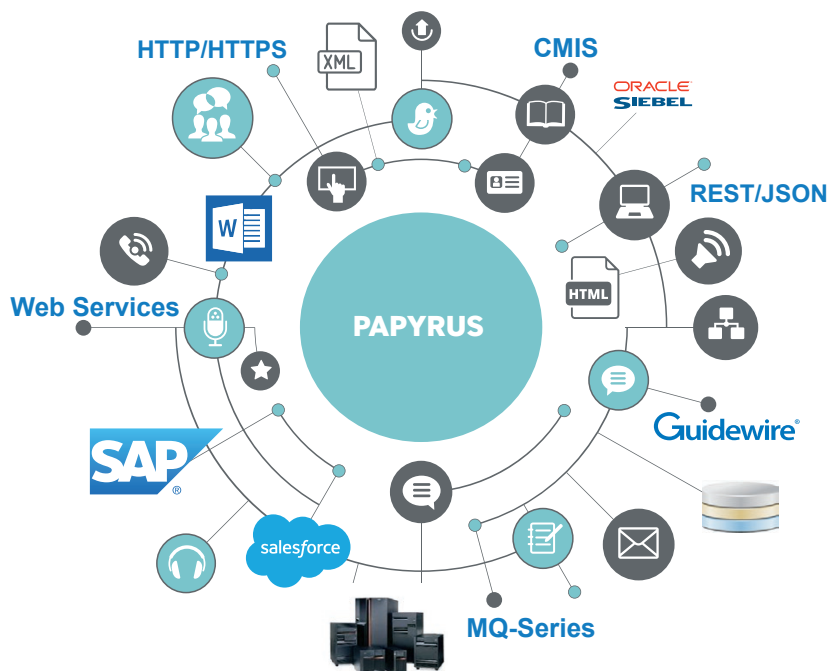 HTTP/HTTPS
XML
CMIS
ORACLE
SIEBEL
REST/JSON
W
HTML
Web Services
PAPYRUS
Guidewire®
SAP
®
salesforce
MQ-Series